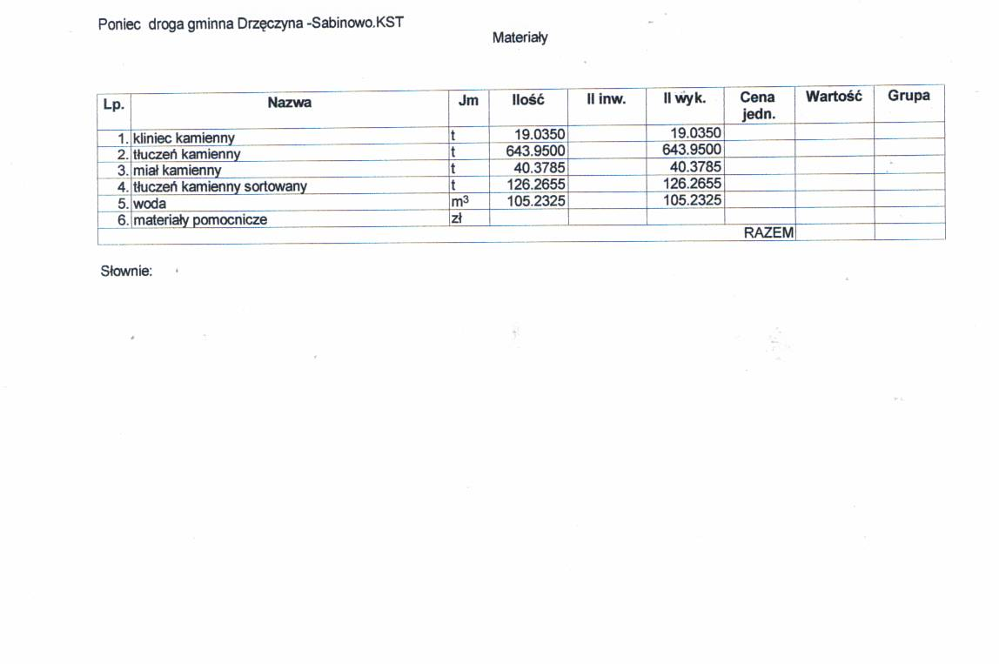 Poniec droga gminna Drzęczyna -Sabinowo.KST
Materiały
Lp. Nazwa Jm Ilość Il inw. Il wyk. Cena jedn. Wartość Grupa
1. kliniec kamienny t 19.0350 19.0350
2. tłuczeń kamienny t 643.9500 643.9500
3. miał kamienny t 40.3785 40.3785
4. tłuczeń kamienny sortowany t 126.2655 126.2655
5. woda m³ 105.2325 105.2325
6. materiały pomocnicze zł
RAZEM
Słownie: